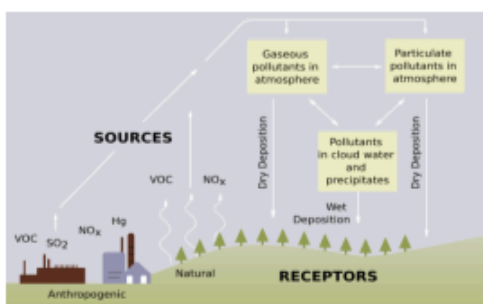 Gaseous
pollutants in
atmosphere
Particulate
pollutants in
atmosphere
SOURCES
Dry Deposition
Pollutants
in cloud water
and
precipitates
Dry Deposition
VOC
NOx
Wet
Deposition
VOC
SO2
NOx
Hg
Natural
RECEPTORS
Anthropogenic